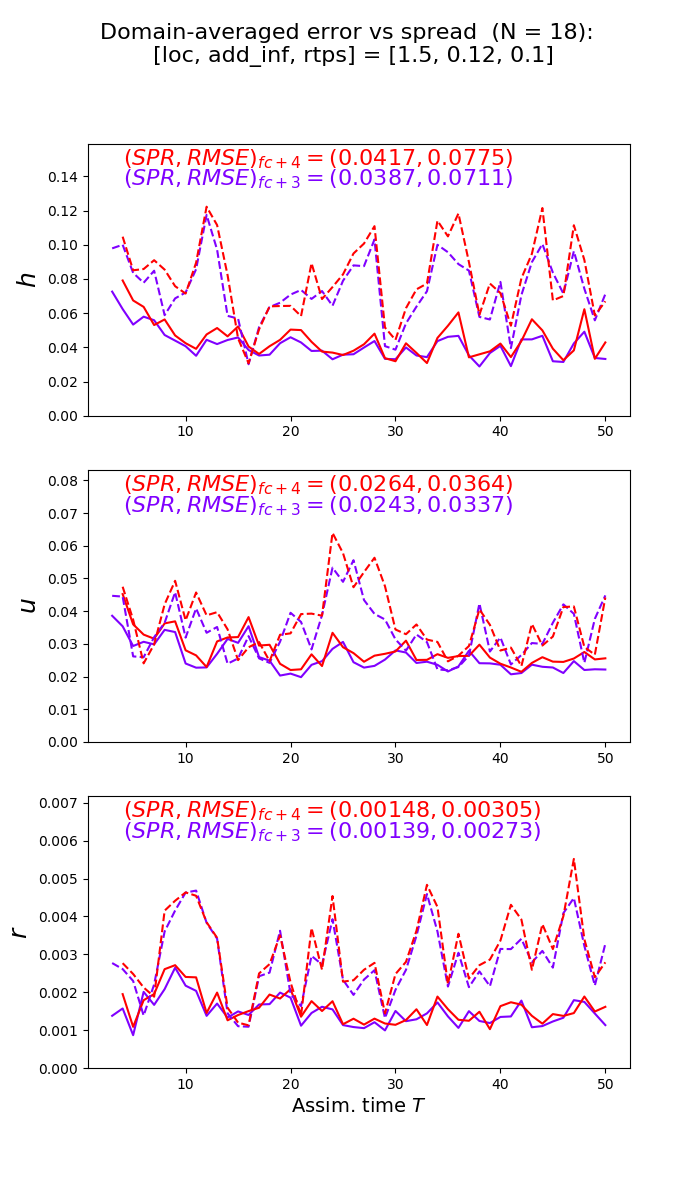 Domain-averaged error vs spread (N = 18):
[loc, add_inf, rtps] = [1.5, 0.12, 0.1]
(SPR, RMSE)fc+4 = (0.0417, 0.0775)
(SPR, RMSE)fc+3 = (0.0387, 0.0711)
h
0.14
0.12
0.10
0.08
0.06
0.04
0.02
0.00
10 20 30 40 50
(SPR, RMSE)fc+4 = (0.0264, 0.0364)
(SPR, RMSE)fc+3 = (0.0243, 0.0337)
u
0.08
0.07
0.06
0.05
0.04
0.03
0.02
0.01
0.00
10 20 30 40 50
(SPR, RMSE)fc+4 = (0.00148, 0.00305)
(SPR, RMSE)fc+3 = (0.00139, 0.00273)
r
0.007
0.006
0.005
0.004
0.003
0.002
0.001
0.000
10 20 30 40 50
Assim. time T